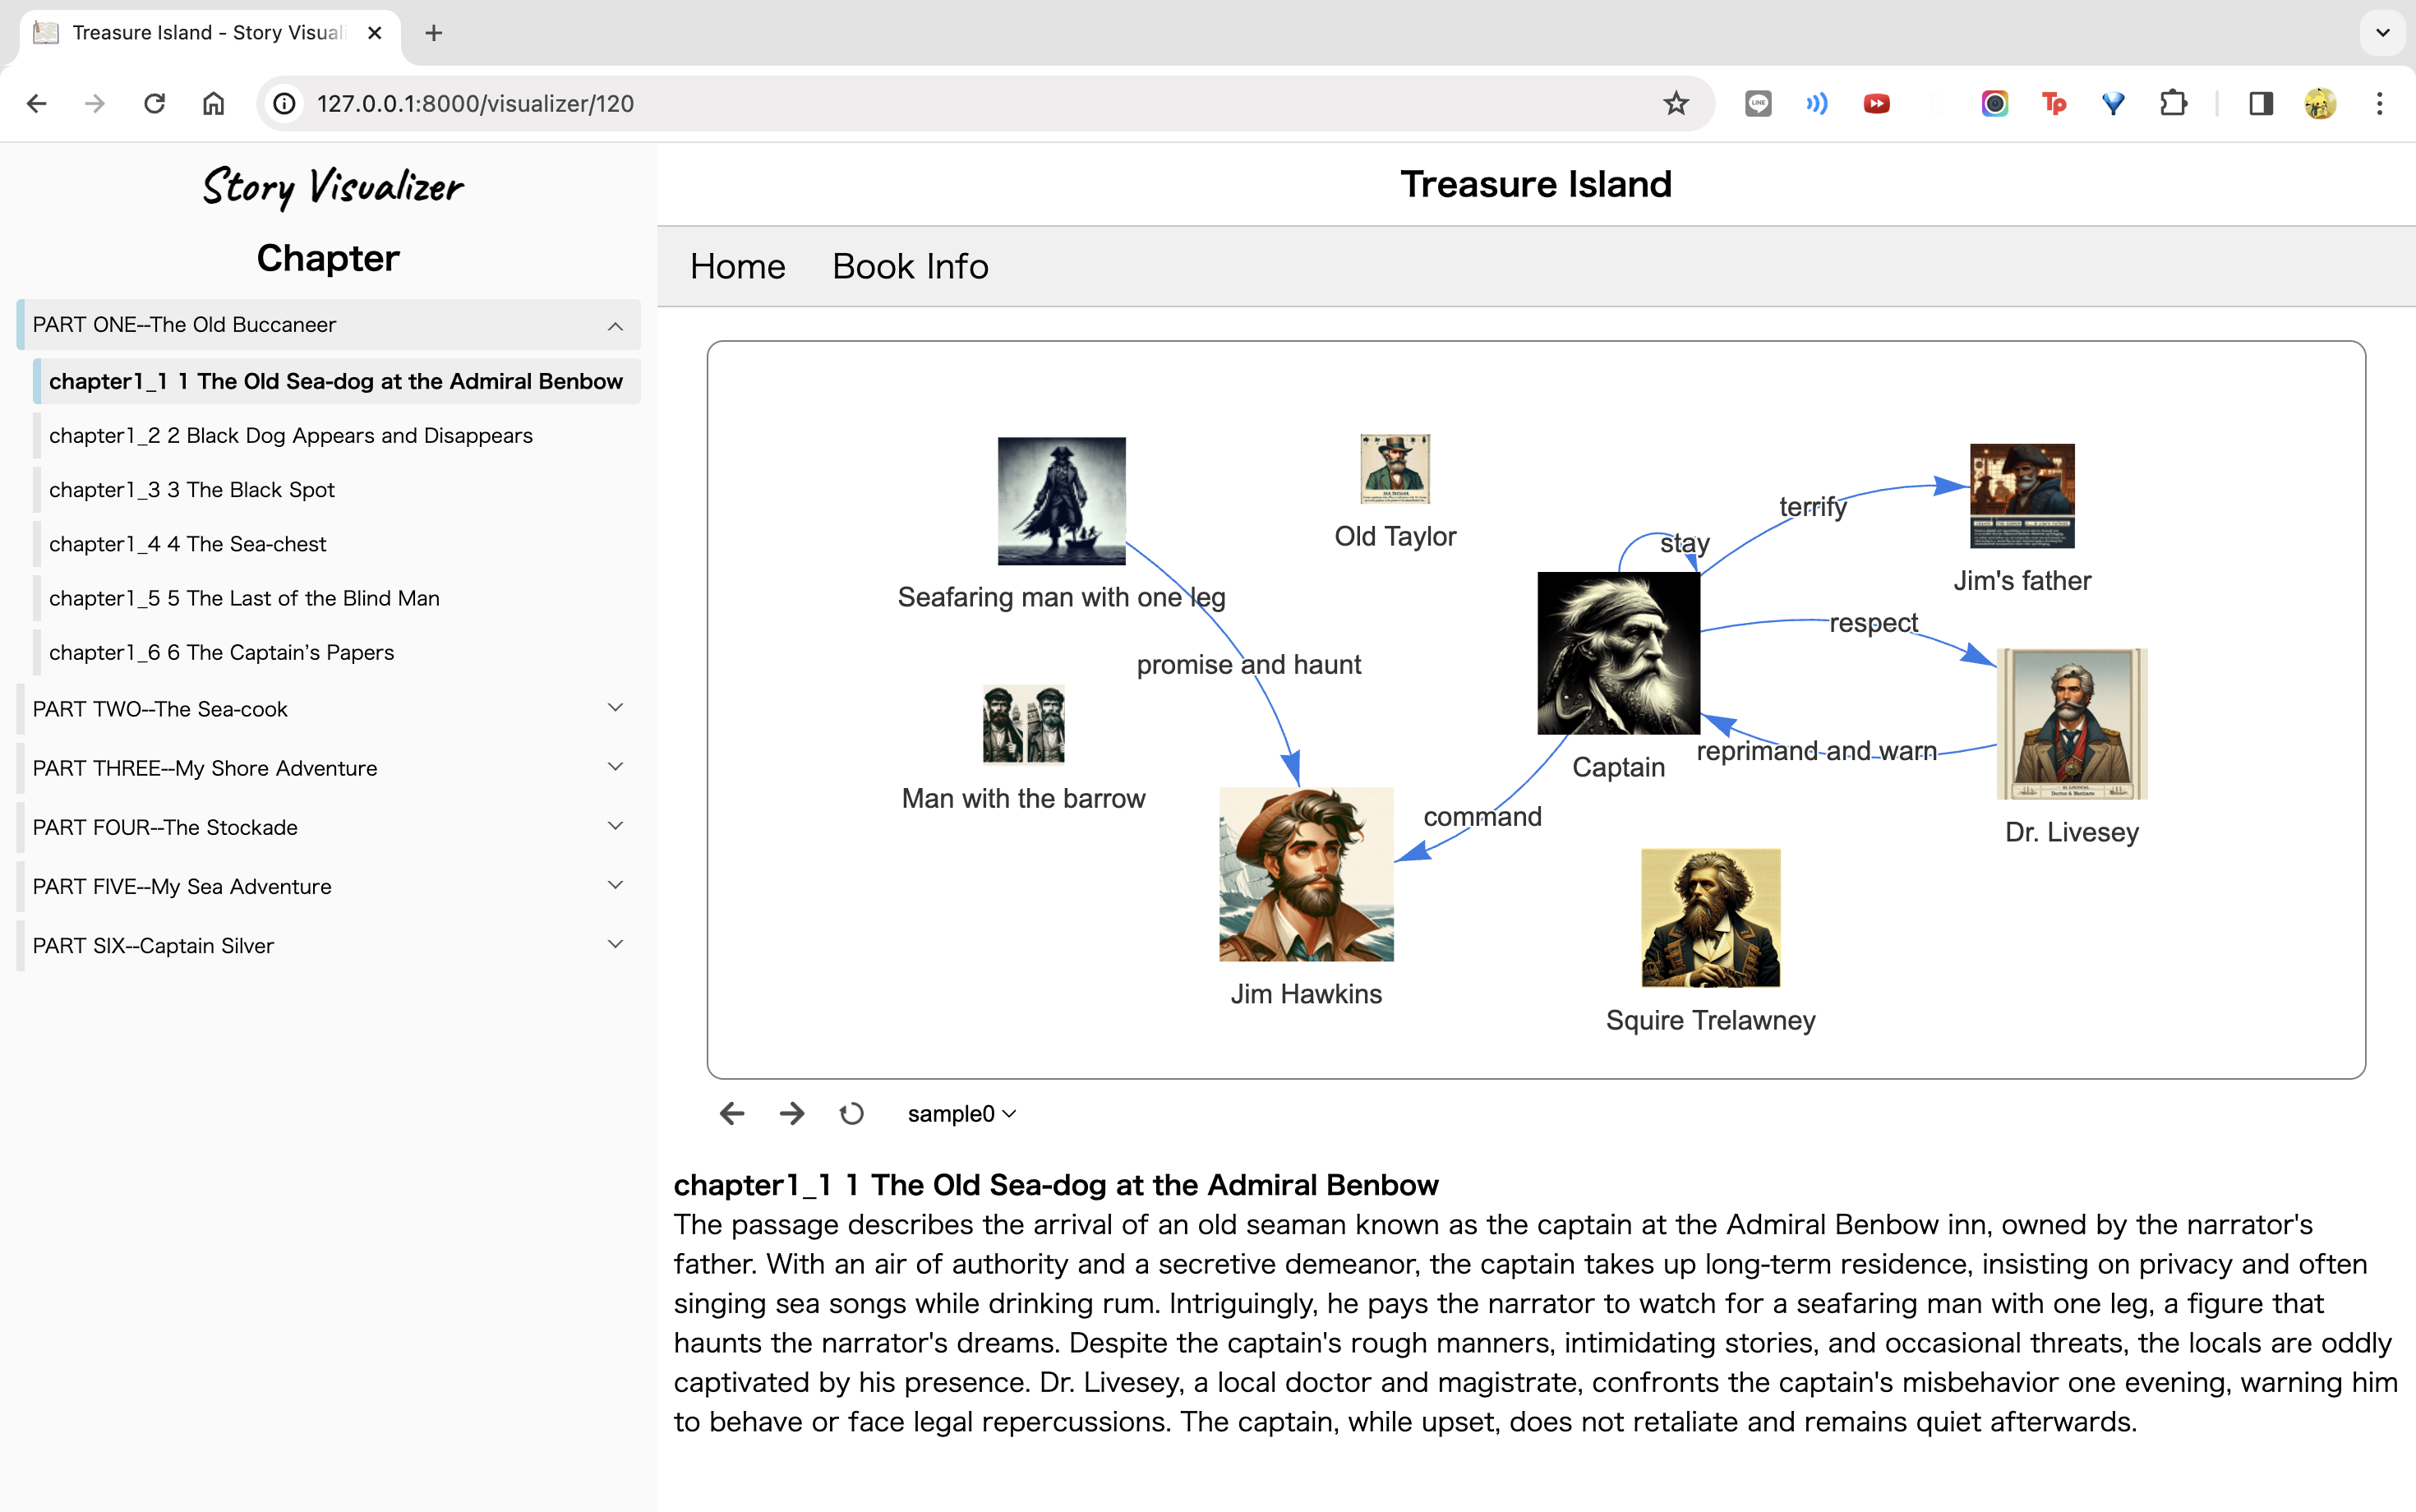 Treasure Island - Story Visuali
127.0.0.1:8000/visualizer/120
LINE
Tp
Story Visualizer
Chapter
PART ONE--The Old Buccaneer
chapter1_1 1 The Old Sea-dog at the Admiral Benbow
chapter1_2 2 Black Dog Appears and Disappears
chapter1_3 3 The Black Spot
chapter1_4 4 The Sea-chest
chapter1_5 5 The Last of the Blind Man
chapter1_6 6 The Captain’s Papers
PART TWO--The Sea-cook
PART THREE--My Shore Adventure
PART FOUR--The Stockade
PART FIVE--My Sea Adventure
PART SIX--Captain Silver
Treasure Island
Home
Book Info
Seafaring man with one leg
Old Taylor
terrify
stay
Jim's father
respect
promise and haunt
Man with the barrow
Captain
reprimand and warn
Doctor & Magistrate
Dr. Livesey
command
Jim Hawkins
Squire Trelawney
sample0
chapter1_1 1 The Old Sea-dog at the Admiral Benbow
The passage describes the arrival of an old seaman known as the captain at the Admiral Benbow inn, owned by the narrator's
father. With an air of authority and a secretive demeanor, the captain takes up long-term residence, insisting on privacy and often
singing sea songs while drinking rum. Intriguingly, he pays the narrator to watch for a seafaring man with one leg, a figure that
haunts the narrator's dreams. Despite the captain's rough manners, intimidating stories, and occasional threats, the locals are oddly
captivated by his presence. Dr. Livesey, a local doctor and magistrate, confronts the captain's misbehavior one evening, warning him
to behave or face legal repercussions. The captain, while upset, does not retaliate and remains quiet afterwards.